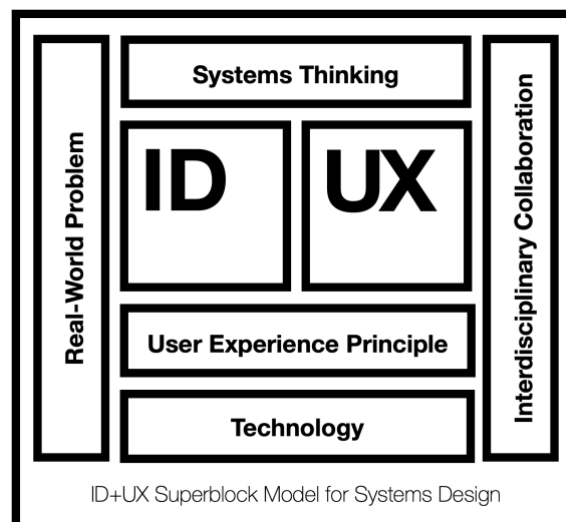 Systems Thinking
Real-World Problem
ID
UX
Interdisciplinary Collaboration
User Experience Principle
Technology
ID+UX Superblock Model for Systems Design